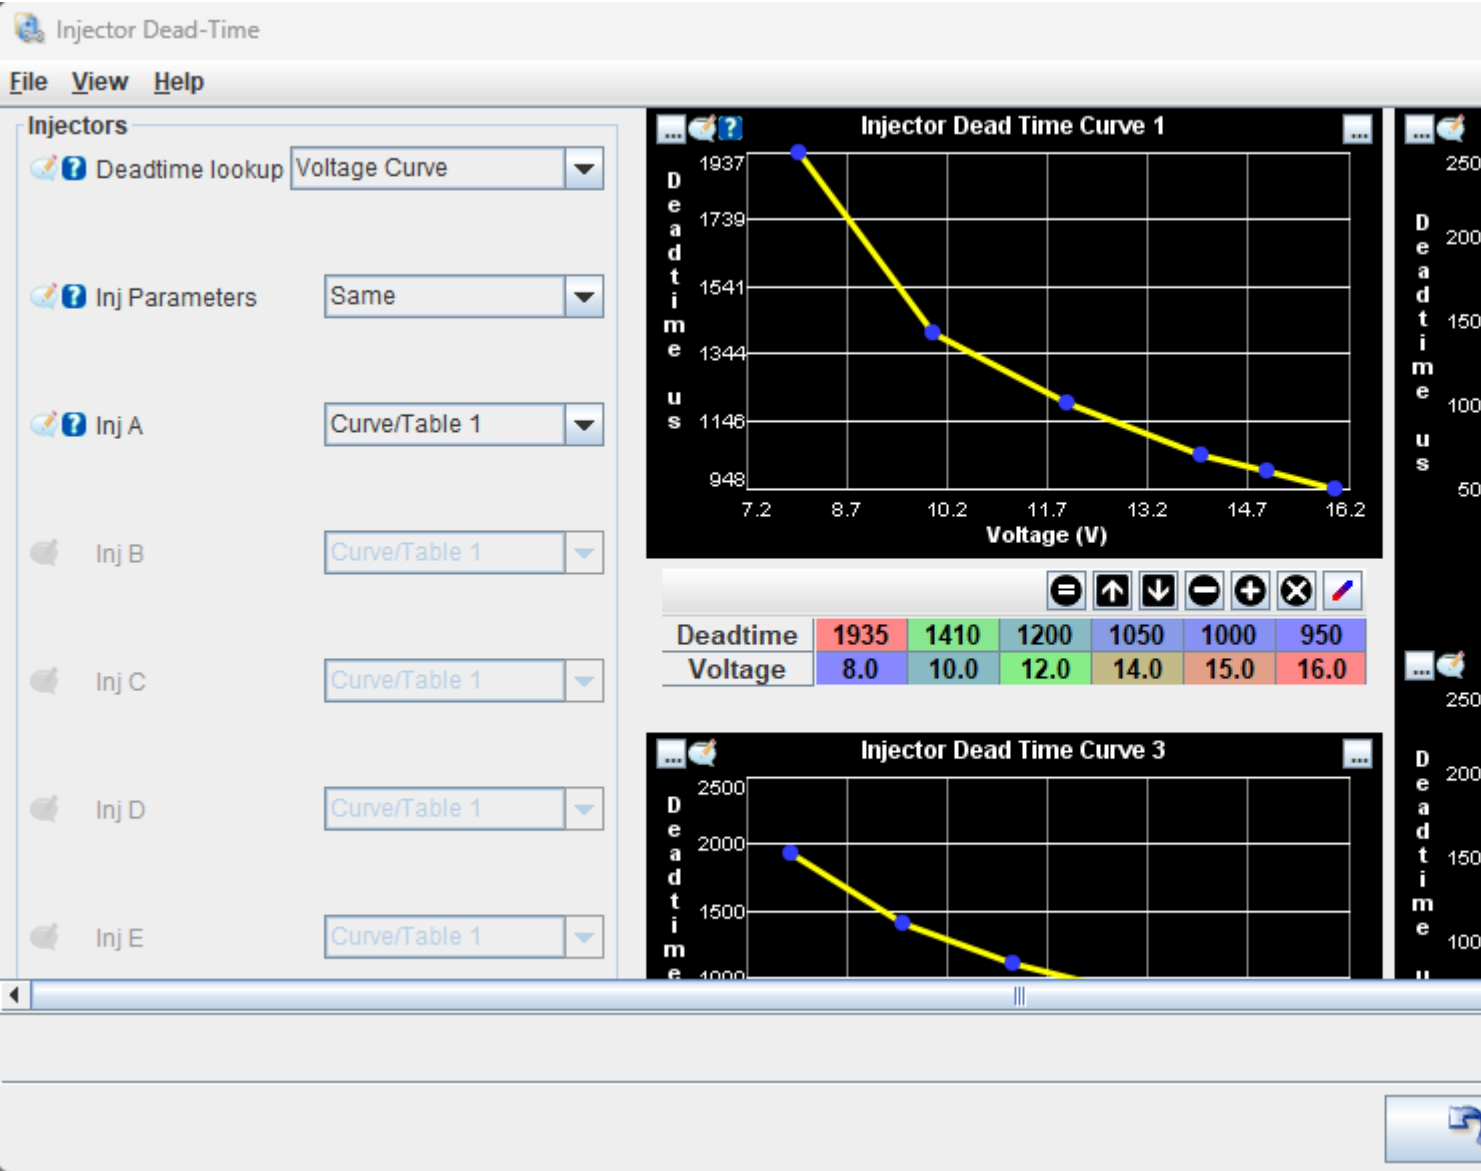 Injector Dead-Time
File View Help
Injectors
Deadtime lookup Voltage Curve
Inj Parameters Same
Inj A Curve/Table 1
Inj B Curve/Table 1
Inj C Curve/Table 1
Inj D Curve/Table 1
Inj E Curve/Table 1
Injector Dead Time Curve 1
Deadtime us
1937
1739
1541
1344
1146
948
7.2 8.7 10.2 11.7 13.2 14.7 16.2
Voltage (V)
Deadtime 1935 1410 1200 1050 1000 950
Voltage 8.0 10.0 12.0 14.0 15.0 16.0
Injector Dead Time Curve 3
Deadtime
2500
2000
1500
1000
Deadtime us
250
200
150
100
50
Deadtime u
250
200
150
100